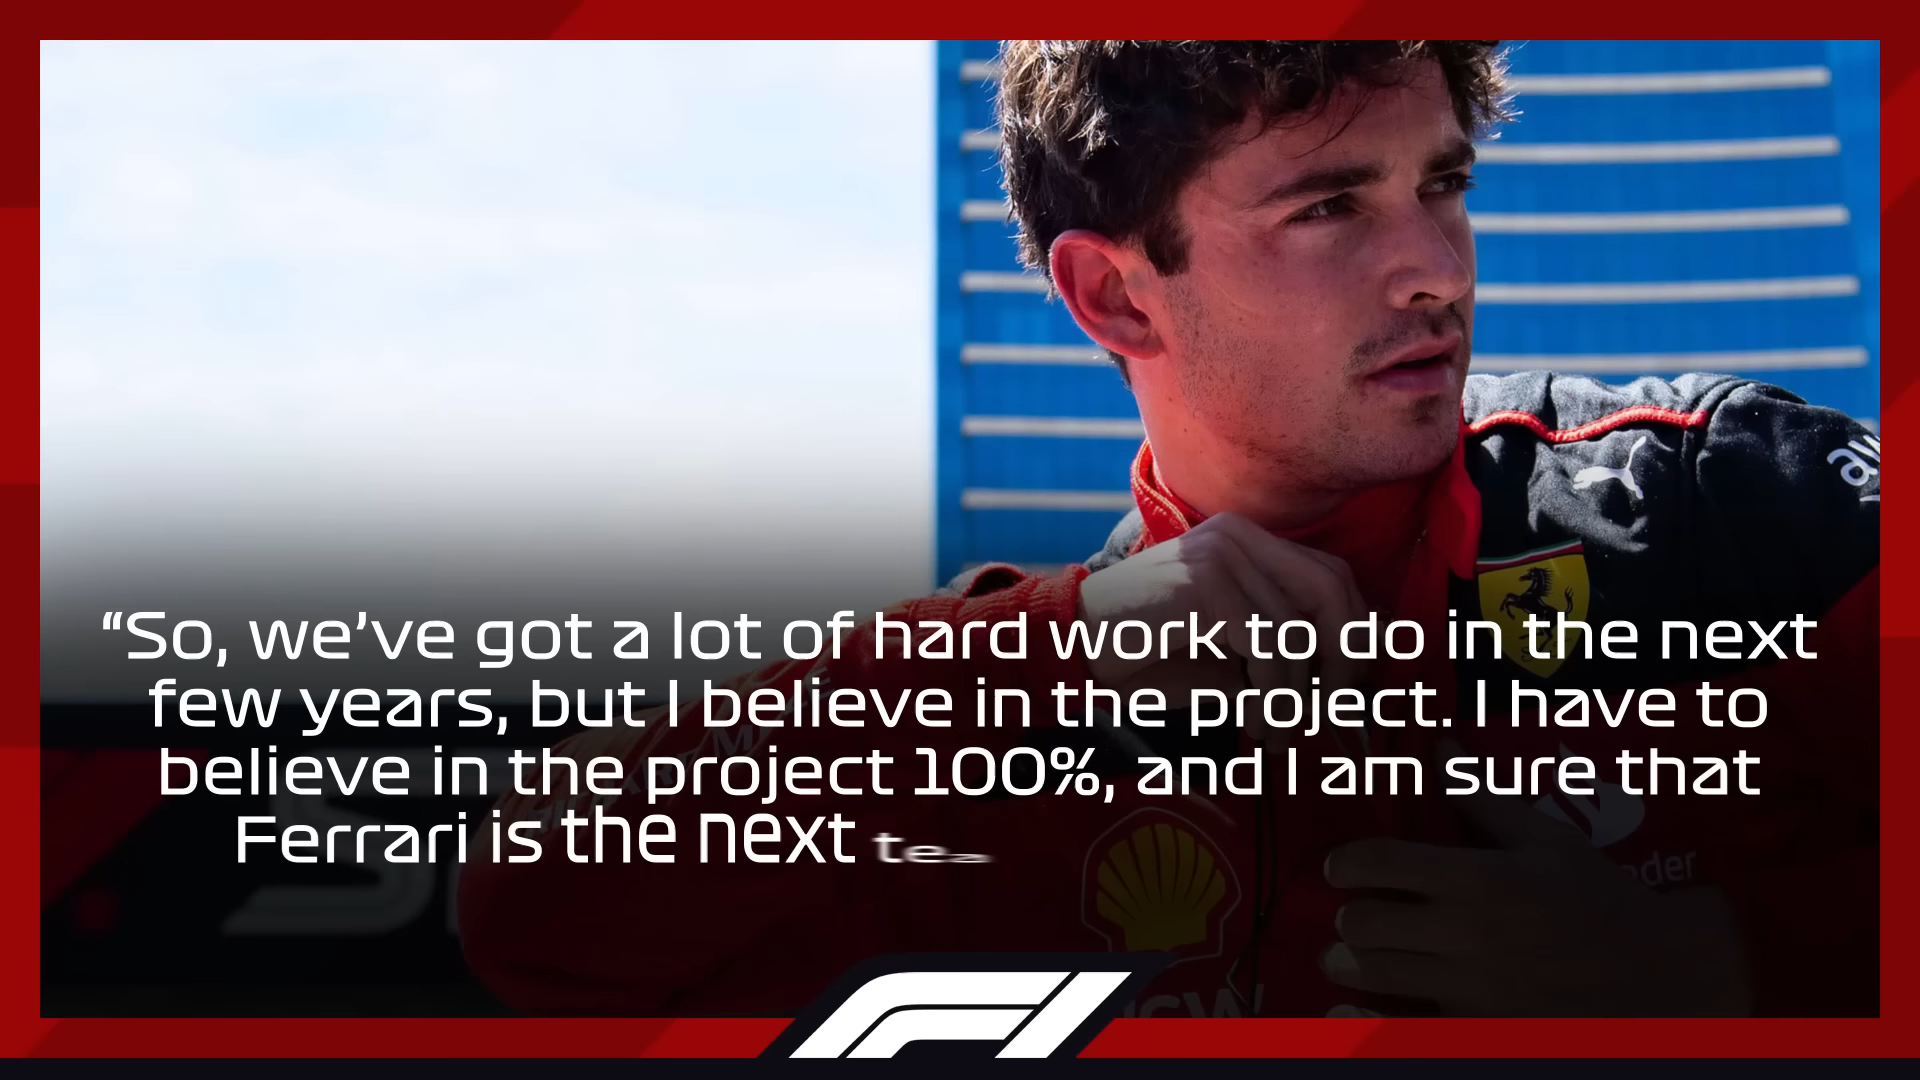 “So, we’ve got a lot of hard work to do in the next
few years, but I believe in the project. I have to
believe in the project 100%, and I am sure that
Ferrari is the next
F1